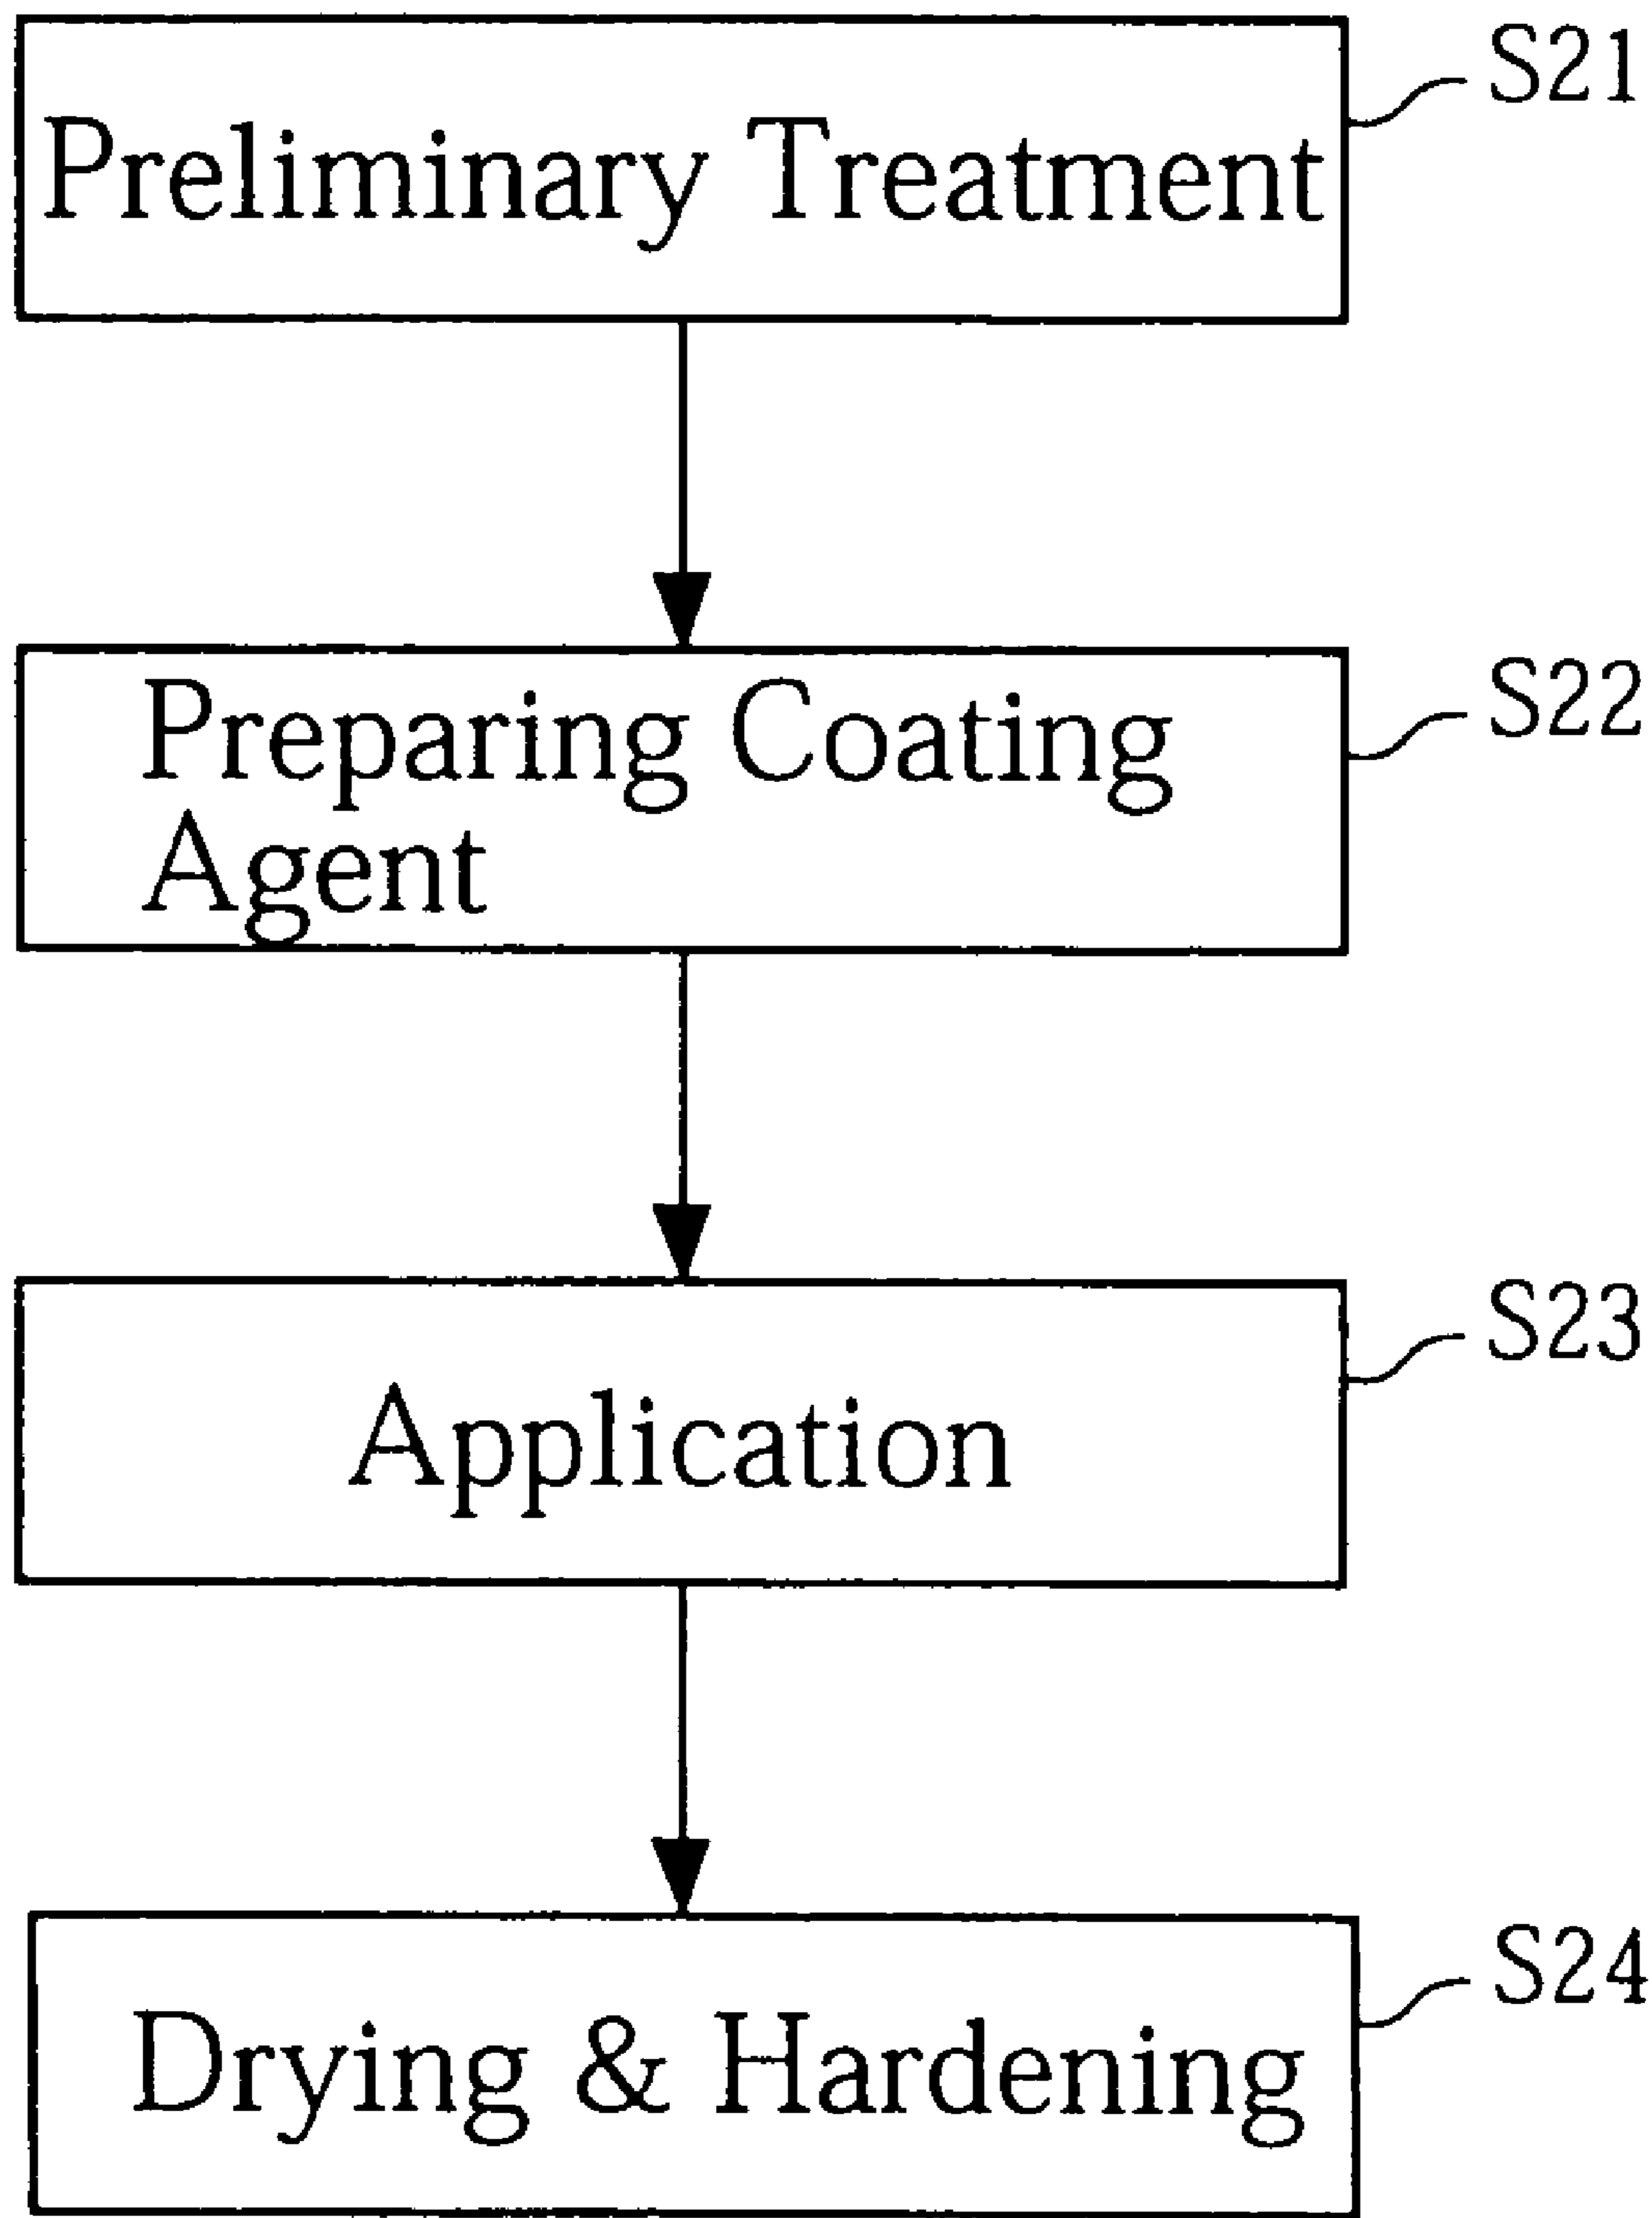 S21
Preliminary Treatment
S22
Preparing Coating
Agent
S23
Application
S24
Drying & Hardening